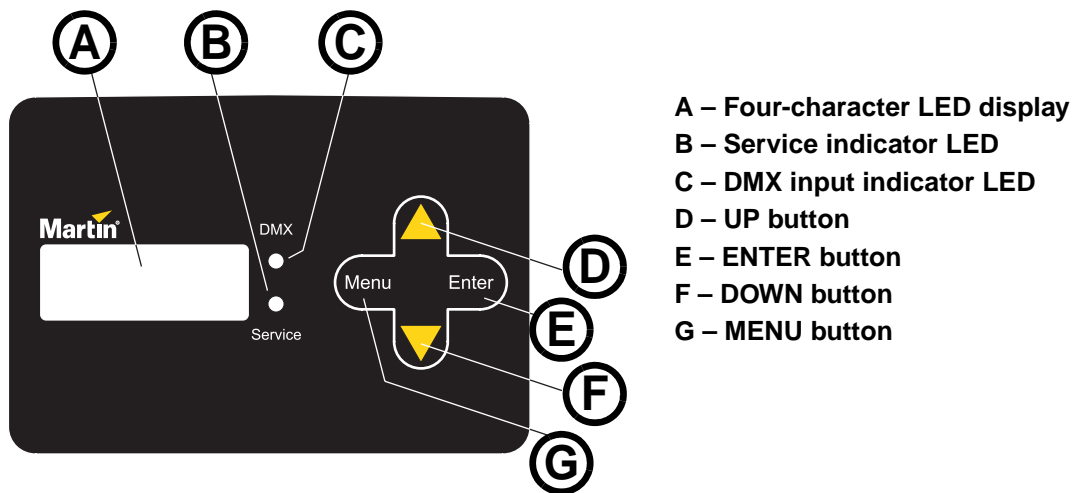 A
B
C
Martin®
DMX
Menu
Enter
Service
D
E
F
G
A – Four-character LED display
B – Service indicator LED
C – DMX input indicator LED
D – UP button
E – ENTER button
F – DOWN button
G – MENU button